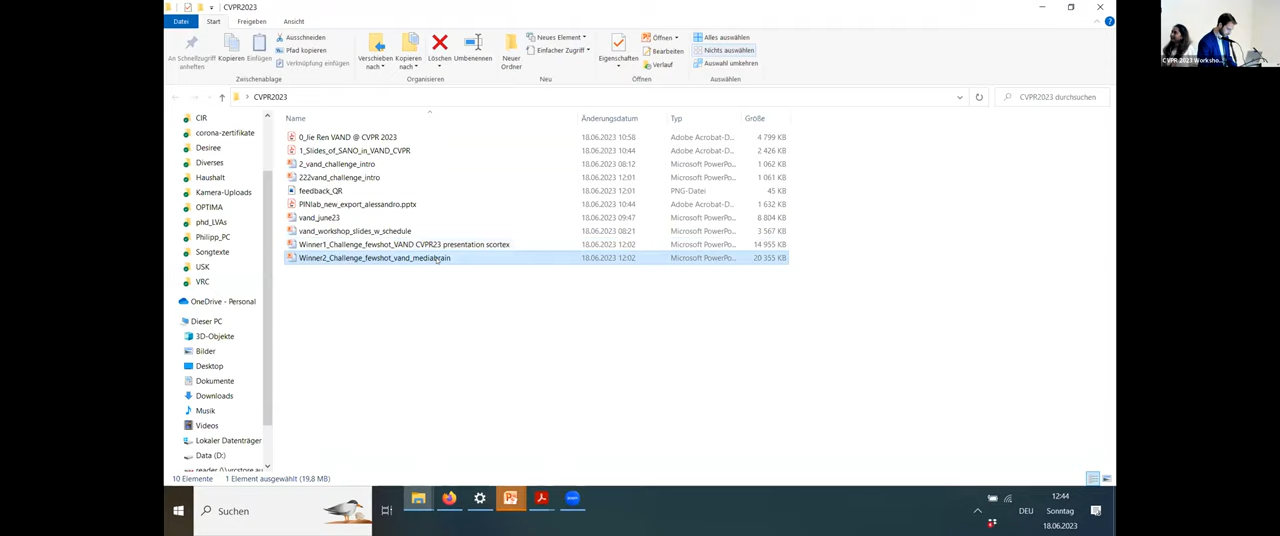 CVPR2023
Datei Start Freigeben Ansicht
An Schnellzugriff anheften
Kopieren
Einfügen
Ausschneiden
Pfad kopieren
Verknüpfung einfügen
Zwischenablage
Verschieben nach
Kopieren nach
Löschen
Umbenennen
Organisieren
Neuer Ordner
Neues Element
Einfacher Zugriff
Neu
Eigenschaften
Öffnen
Bearbeiten
Verlauf
Öffnen
Alles auswählen
Nichts auswählen
Auswahl umkehren
Auswählen
CVPR2023
CVPR2023 durchsuchen
Name Änderungsdatum Typ Größe
0_Jie Ren VAND @ CVPR 2023 18.06.2023 10:58 Adobe Acrobat-D... 4 799 KB
1_Slides_of_SANO_in_VAND_CVPR 18.06.2023 10:44 Adobe Acrobat-D... 2 426 KB
2_vand_challenge_intro 18.06.2023 08:12 Microsoft PowerPo... 1 062 KB
222vand_challenge_intro 18.06.2023 12:01 Microsoft PowerPo... 1 061 KB
feedback_QR 18.06.2023 12:01 PNG-Datei 45 KB
PINlab_new_export_alessandro.pptx 18.06.2023 10:44 Adobe Acrobat-D... 1 632 KB
vand_june23 18.06.2023 09:47 Microsoft PowerPo... 8 804 KB
vand_workshop_slides_w_schedule 18.06.2023 08:21 Microsoft PowerPo... 3 567 KB
Winner1_Challenge_fewshot_VAND CVPR23 presentation scortex 18.06.2023 12:02 Microsoft PowerPo... 14 955 KB
Winner2_Challenge_fewshot_vand_mediabrain 18.06.2023 12:02 Microsoft PowerPo... 20 355 KB
CIR
corona-zertifikate
Desiree
Diverses
Haushalt
Kamera-Uploads
OPTIMA
phd_LVAs
Philipp_PC
Songtexte
USK
VRC
OneDrive - Personal
Dieser PC
3D-Objekte
Bilder
Desktop
Dokumente
Downloads
Musik
Videos
Lokaler Datenträger
Data (D:)
10 Elemente 1 Element ausgewählt (19,8 MB)
Suchen
DEU
12:44
Sonntag
18.06.2023
CVPR 2023 Worksho...